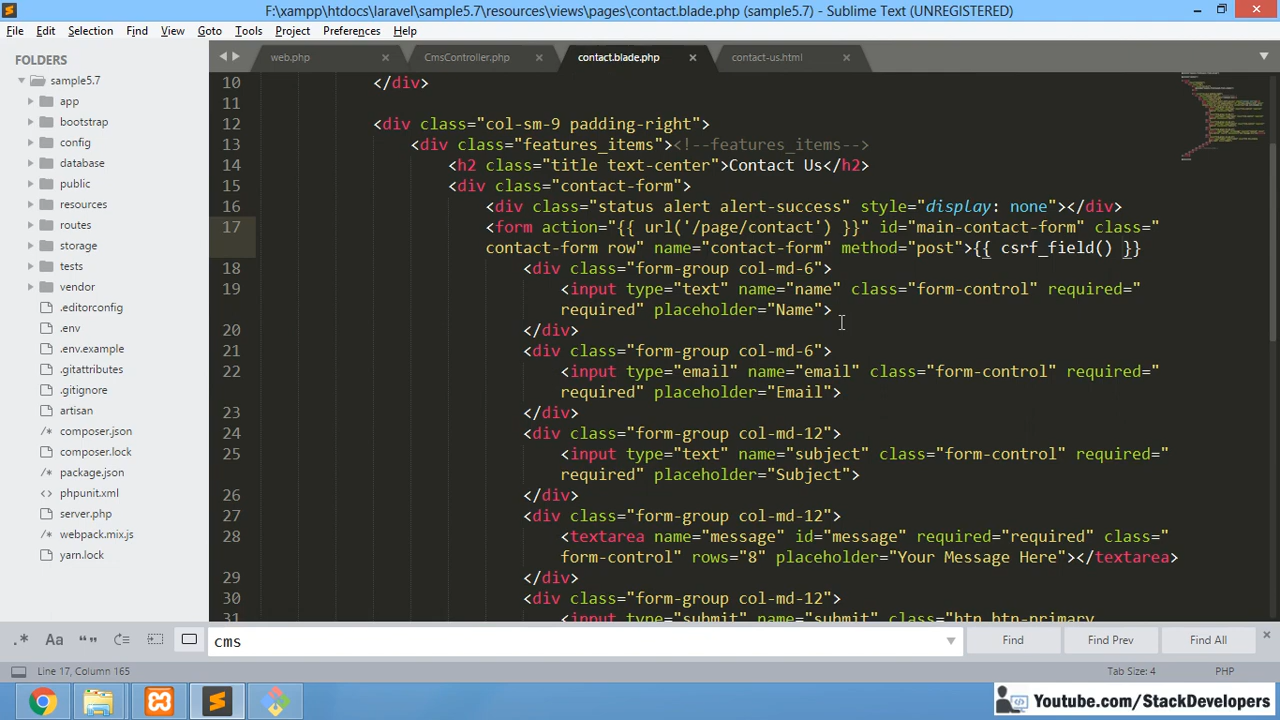 F:\xampp\htdocs\laravel\sample5.7\resources\views\pages\contact.blade.php (sample5.7) - Sublime Text (UNREGISTERED)
File Edit Selection Find View Goto Tools Project Preferences Help
FOLDERS
sample5.7
app
bootstrap
config
database
public
resources
routes
storage
tests
vendor
.editorconfig
.env
.env.example
.gitattributes
.gitignore
artisan
/* composer.json
composer.lock
/* package.json
phpunit.xml
server.php
/* webpack.mix.js
yarn.lock
web.php CmsController.php contact.blade.php contact-us.html
10 </div>
11
12 <div class="col-sm-9 padding-right">
13 <div class="features_items"><!--features_items-->
14 <h2 class="title text-center">Contact Us</h2>
15 <div class="contact-form">
16 <div class="status alert alert-success" style="display: none"></div>
17 <form action="{{ url('/page/contact') }}" id="main-contact-form" class="
contact-form row" name="contact-form" method="post">{{ csrf_field() }}
18 <div class="form-group col-md-6">
19 <input type="text" name="name" class="form-control" required="
required" placeholder="Name">
20 </div>
21 <div class="form-group col-md-6">
22 <input type="email" name="email" class="form-control" required="
required" placeholder="Email">
23 </div>
24 <div class="form-group col-md-12">
25 <input type="text" name="subject" class="form-control" required="
required" placeholder="Subject">
26 </div>
27 <div class="form-group col-md-12">
28 <textarea name="message" id="message" required="required" class="
form-control" rows="8" placeholder="Your Message Here"></textarea>
29 </div>
30 <div class="form-group col-md-12">
31 <input type="submit" name="submit" class="btn btn-primary
.* Aa “”
cms
Find Find Prev Find All
Line 17, Column 165
Tab Size: 4 PHP
Youtube.com/StackDevelopers